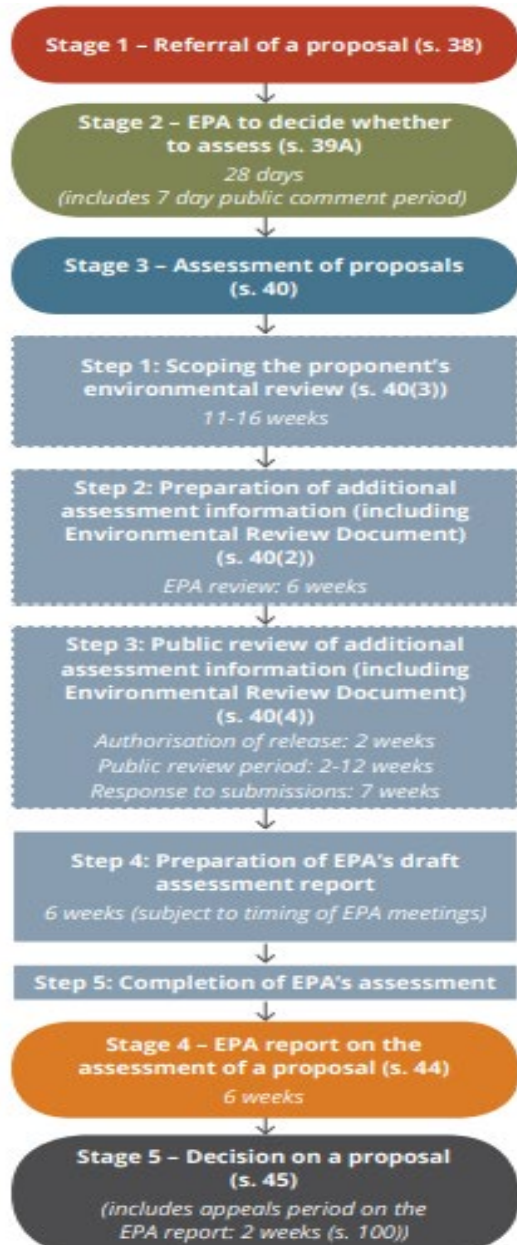 Stage 1 – Referral of a proposal (s. 38)
Stage 2 – EPA to decide whether
to assess (s. 39A)
28 days
(includes 7 day public comment period)
Stage 3 – Assessment of proposals
(s. 40)
Step 1: Scoping the proponent's
environmental review (s. 40(3))
11-16 weeks
Step 2: Preparation of additional
assessment information (including
Environmental Review Document)
(s. 40(2))
EPA review: 6 weeks
Step 3: Public review of additional
assessment information (including
Environmental Review Document)
(s. 40(4))
Authorisation of release: 2 weeks
Public review period: 2-12 weeks
Response to submissions: 7 weeks
Step 4: Preparation of EPA's draft
assessment report
6 weeks (subject to timing of EPA meetings)
Step 5: Completion of EPA's assessment
Stage 4 – EPA report on the
assessment of a proposal (s. 44)
6 weeks
Stage 5 – Decision on a proposal
(s. 45)
(includes appeals period on the
EPA report: 2 weeks (s. 100))